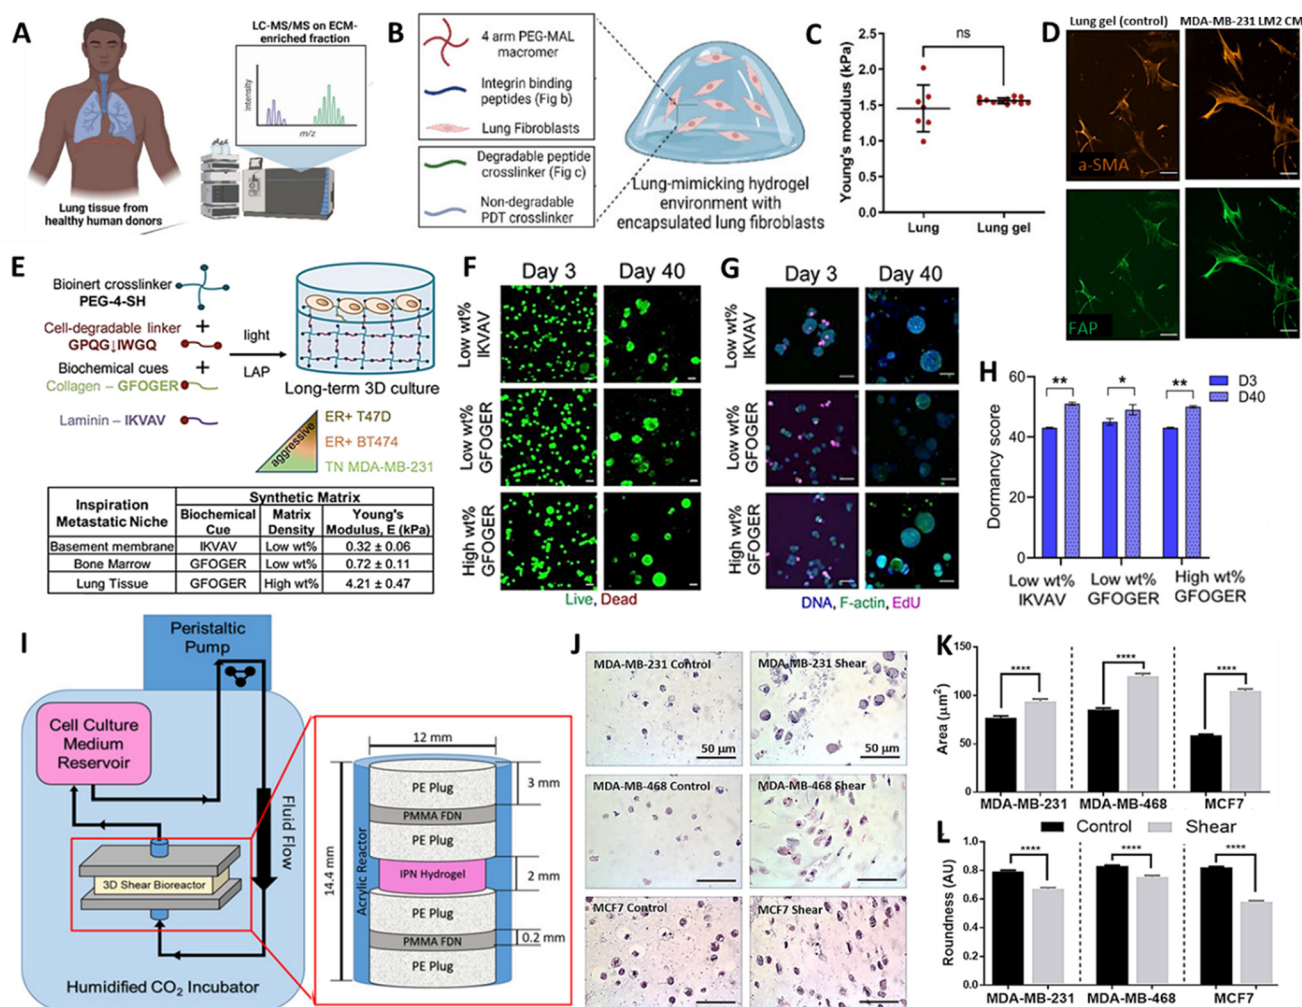 A
LC-MS/MS on ECM-
enriched fraction
Intensity
m/z
Lung tissue from
healthy human donors
B
4 arm PEG-MAL
macromer
Integrin binding
peptides (Fig b)
Lung Fibroblasts
Degradable peptide
crosslinker (Fig c)
Non-degradable
PDT crosslinker
Lung-mimicking hydrogel
environment with
encapsulated lung fibroblasts
C
Young's modulus (kPa)
2.5
2.0
1.5
1.0
0.5
0.0
ns
Lung
Lung gel
D
Lung gel (control)
MDA-MB-231 LM2 CM
a-SMA
FAP
E
Bioinert crosslinker
PEG-4-SH
+
Cell-degradable linker
GPQG↓IWGQ
+
Biochemical cues
Collagen – GFOGER
Laminin – IKVAV
light
LAP
Long-term 3D culture
aggressive
ER+ T47D
ER+ BT474
TN MDA-MB-231
Inspiration Metastatic Niche
Synthetic Matrix
Biochemical Cue
Matrix Density
Young's Modulus, E (kPa)
Basement membrane IKVAV Low wt% 0.32 ± 0.06
Bone Marrow GFOGER Low wt% 0.72 ± 0.11
Lung Tissue GFOGER High wt% 4.21 ± 0.47
F
Day 3 Day 40
Low wt% IKVAV
Low wt% GFOGER
High wt% GFOGER
Live, Dead
G
Day 3 Day 40
Low wt% IKVAV
Low wt% GFOGER
High wt% GFOGER
DNA, F-actin, EdU
H
Dormancy score
60
40
20
0
** * **
D3
D40
Low wt% IKVAV
Low wt% GFOGER
High wt% GFOGER
I
Peristaltic
Pump
Cell Culture
Medium
Reservoir
3D Shear Bioreactor
Fluid Flow
Humidified CO2 Incubator
12 mm
14.4 mm
Acrylic Reactor
PE Plug
PMMA FDN
PE Plug
IPN Hydrogel
PE Plug
PMMA FDN
PE Plug
3 mm
2 mm
0.2 mm
J
MDA-MB-231 Control
50 µm
MDA-MB-231 Shear
50 µm
MDA-MB-468 Control
MDA-MB-468 Shear
MCF7 Control
MCF7 Shear
K
Area (µm2)
150
100
50
0
**** **** ****
MDA-MB-231 MDA-MB-468 MCF7
Control Shear
L
Roundness (AU)
1.0
0.8
0.6
0.4
0.2
0.0
**** **** ****
MDA-MB-231 MDA-MB-468 MCF7